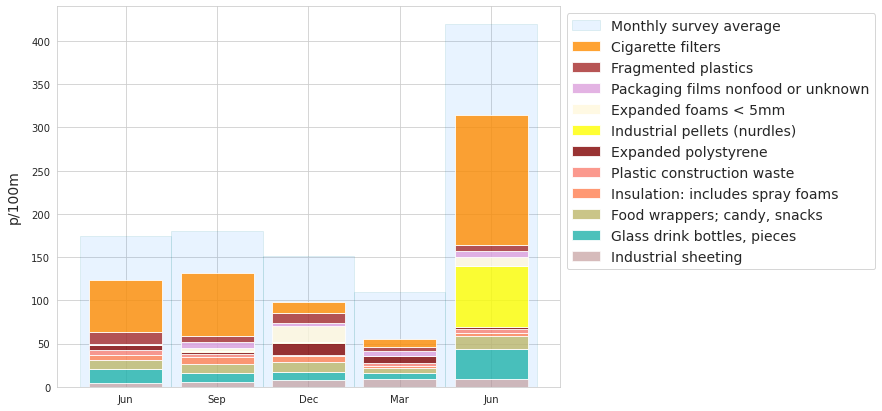 p/100m
400
350
300
250
200
150
100
50
0
Jun Sep Dec Mar Jun
Monthly survey average
Cigarette filters
Fragmented plastics
Packaging films nonfood or unknown
Expanded foams < 5mm
Industrial pellets (nurdles)
Expanded polystyrene
Plastic construction waste
Insulation: includes spray foams
Food wrappers; candy, snacks
Glass drink bottles, pieces
Industrial sheeting